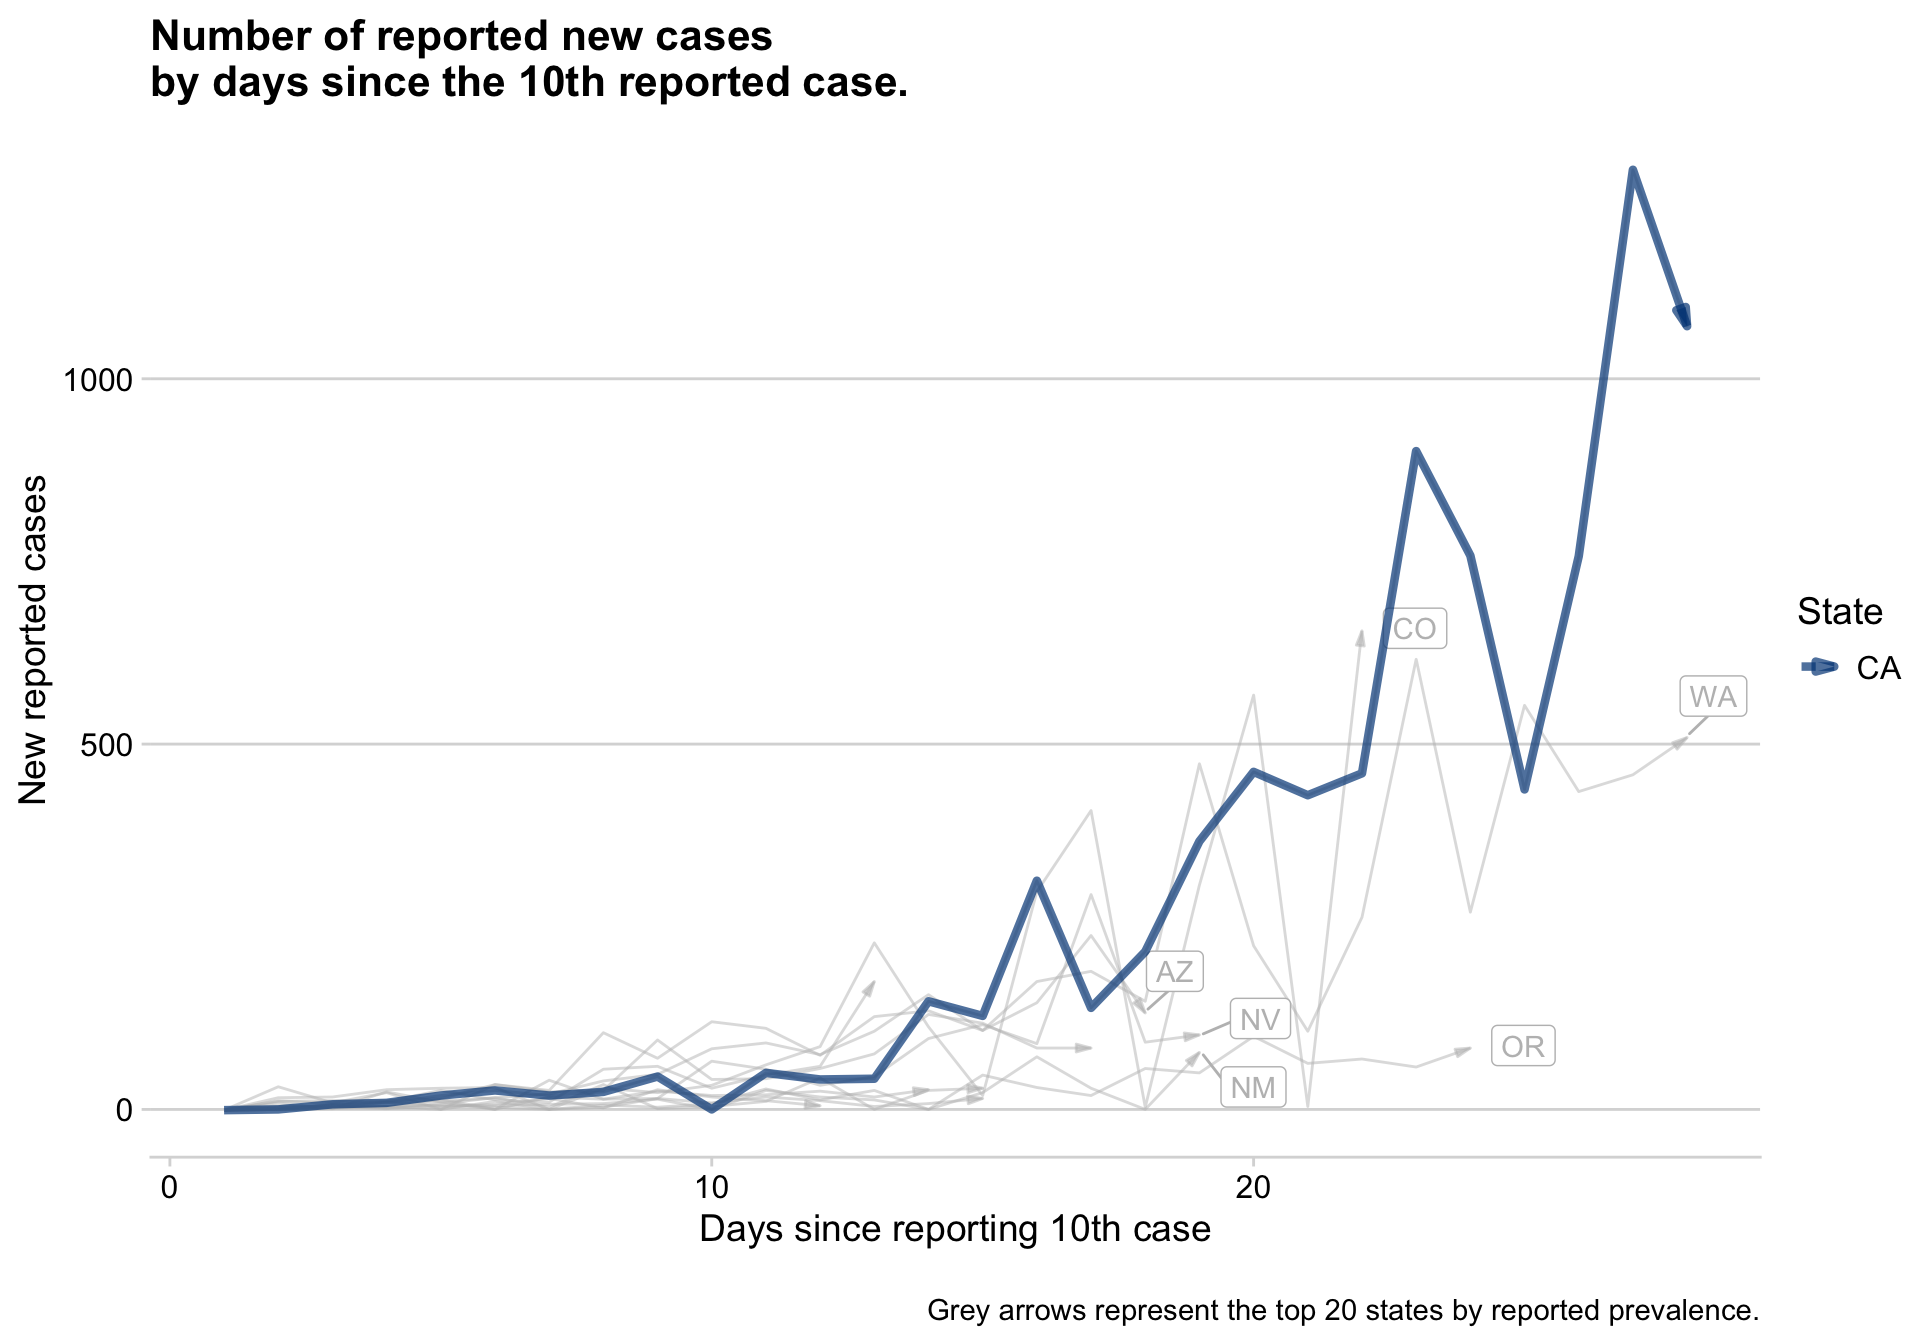 Number of reported new cases
by days since the 10th reported case.
New reported cases
1000
500
0
CO
WA
AZ
NV
OR
NM
State
CA
0
10
20
Days since reporting 10th case
Grey arrows represent the top 20 states by reported prevalence.